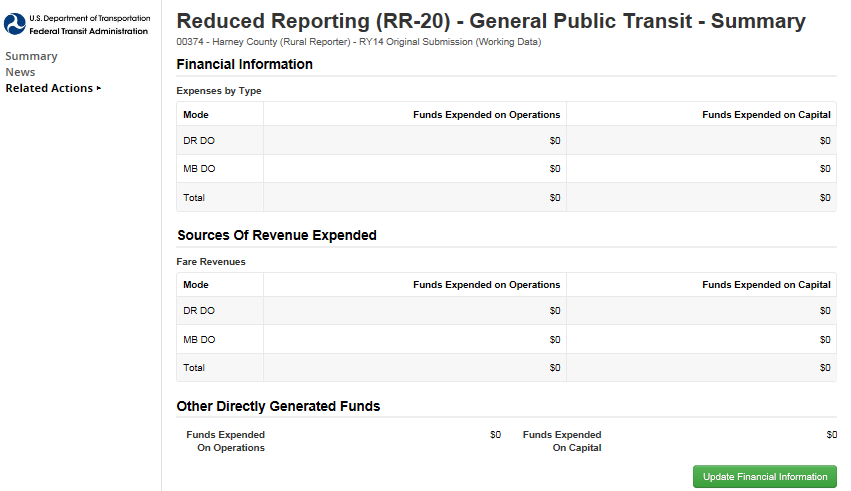 U.S. Department of Transportation
Federal Transit Administration
Summary
News
Related Actions
Reduced Reporting (RR-20) - General Public Transit - Summary
00374 - Harney County (Rural Reporter) - RY14 Original Submission (Working Data)
Financial Information
Expenses by Type
Mode Funds Expended on Operations Funds Expended on Capital
DR DO $0 $0
MB DO $0 $0
Total $0 $0
Sources Of Revenue Expended
Fare Revenues
Mode Funds Expended on Operations Funds Expended on Capital
DR DO $0 $0
MB DO $0 $0
Total $0 $0
Other Directly Generated Funds
Funds Expended $0 Funds Expended $0
On Operations On Capital
Update Financial Information